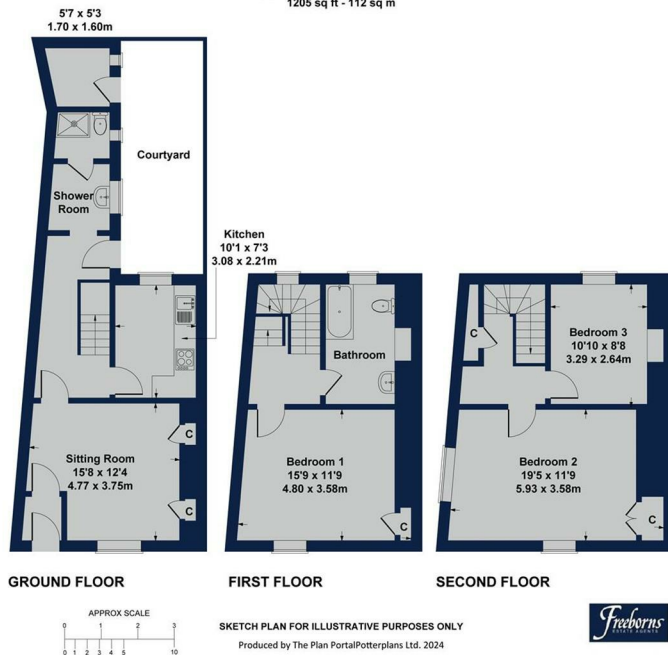 1205 sq ft - 112 sq m
5'7 x 5'3
1.70 x 1.60m
Courtyard
Shower
Room
Kitchen
10'1 x 7'3
3.08 x 2.21m
Sitting Room
15'8 x 12'4
4.77 x 3.75m
C
C
Bathroom
Bedroom 1
15'9 x 11'9
4.80 x 3.58m
C
C
Bedroom 3
10'10 x 8'8
3.29 x 2.64m
Bedroom 2
19'5 x 11'9
5.93 x 3.58m
C
GROUND FLOOR
FIRST FLOOR
SECOND FLOOR
APPROX SCALE
0 1 2 3
0 1 2 3 4 5 10
SKETCH PLAN FOR ILLUSTRATIVE PURPOSES ONLY
Produced by The Plan PortalPotterplans Ltd. 2024
Freeborns
ESTATE AGENTS